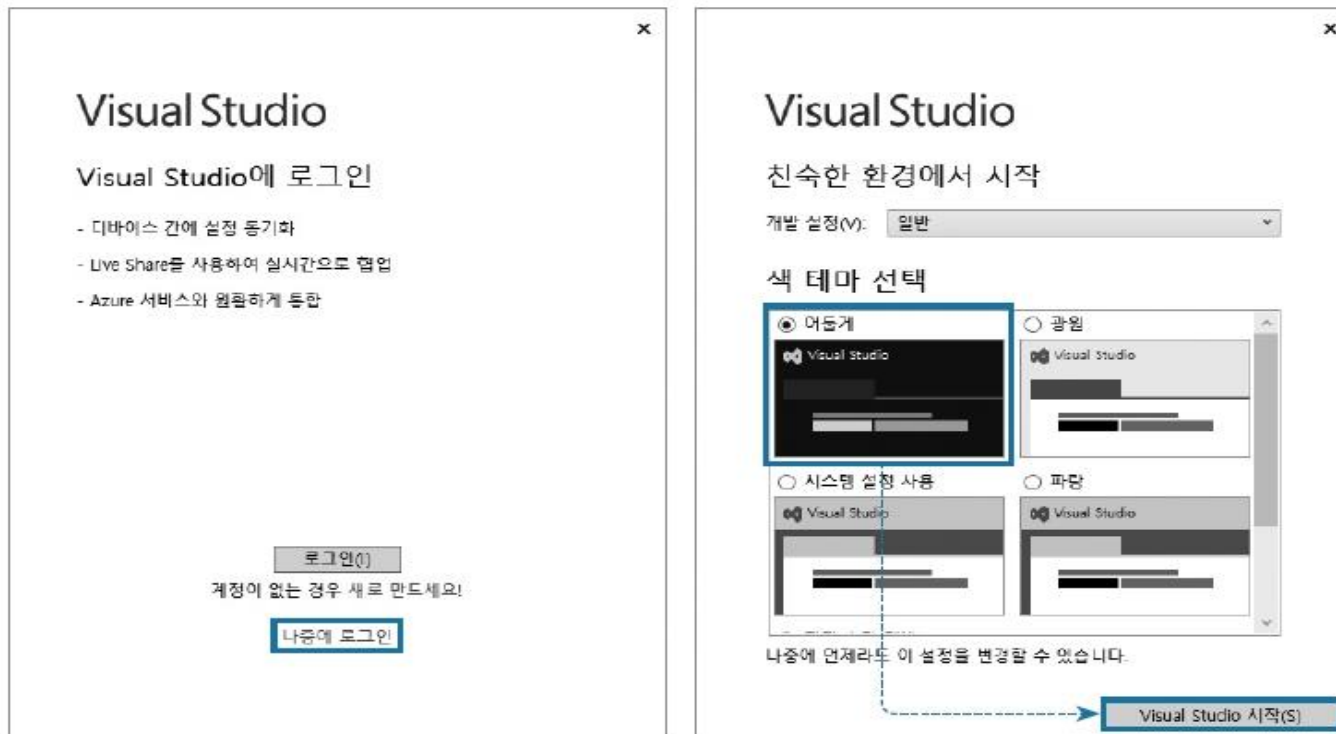 Visual Studio
Visual Studio에 로그인
- 디바이스 간에 설정 동기화
- Live Share를 사용하여 실시간으로 협업
- Azure 서비스와 원활하게 통합
로그인(I)
계정이 없는 경우 새로 만드세요!
나중에 로그인
Visual Studio
친숙한 환경에서 시작
개발 설정(V): 일반
색 테마 선택
어둡게
광원
Visual Studio
Visual Studio
시스템 설정 사용
파랑
Visual Studio
Visual Studio
나중에 언제라도 이 설정을 변경할 수 있습니다.
Visual Studio 시작(S)